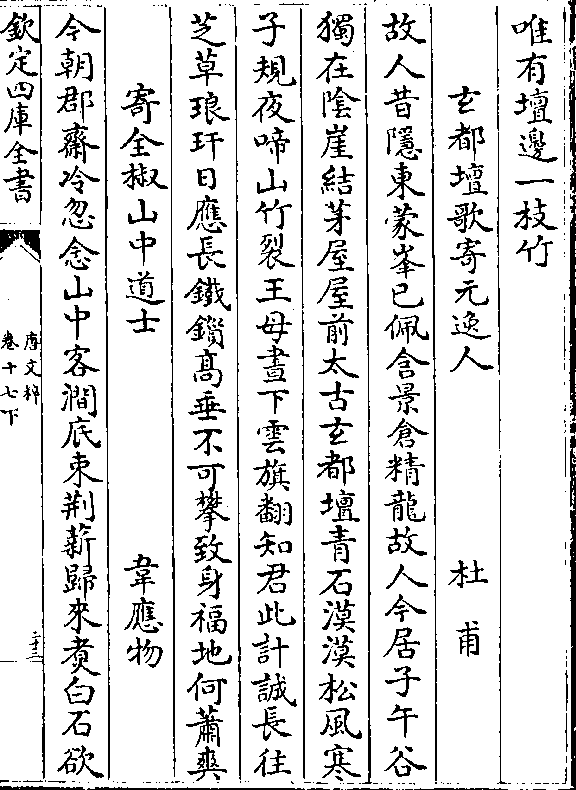 唯有壇邊一枝竹
玄都壇歌寄元逸人 杜甫
故人昔隱東蒙峯已佩含景倉精龍故人今居子午谷
獨在陰崖結茅屋屋前太古玄都壇青石漠漠松風寒
子規夜啼山竹裂王母晝下雲旗翻知君此計誠長往
芝草琅玕日應長鐵鎖髙垂不可攀致身福地何蕭爽
寄全椒山中道士 韋應物
今朝郡齋冷忽念山中客澗底束荆薪歸來煑白石欲
欽定四庫全書
唐文粹
卷十七下
二十三